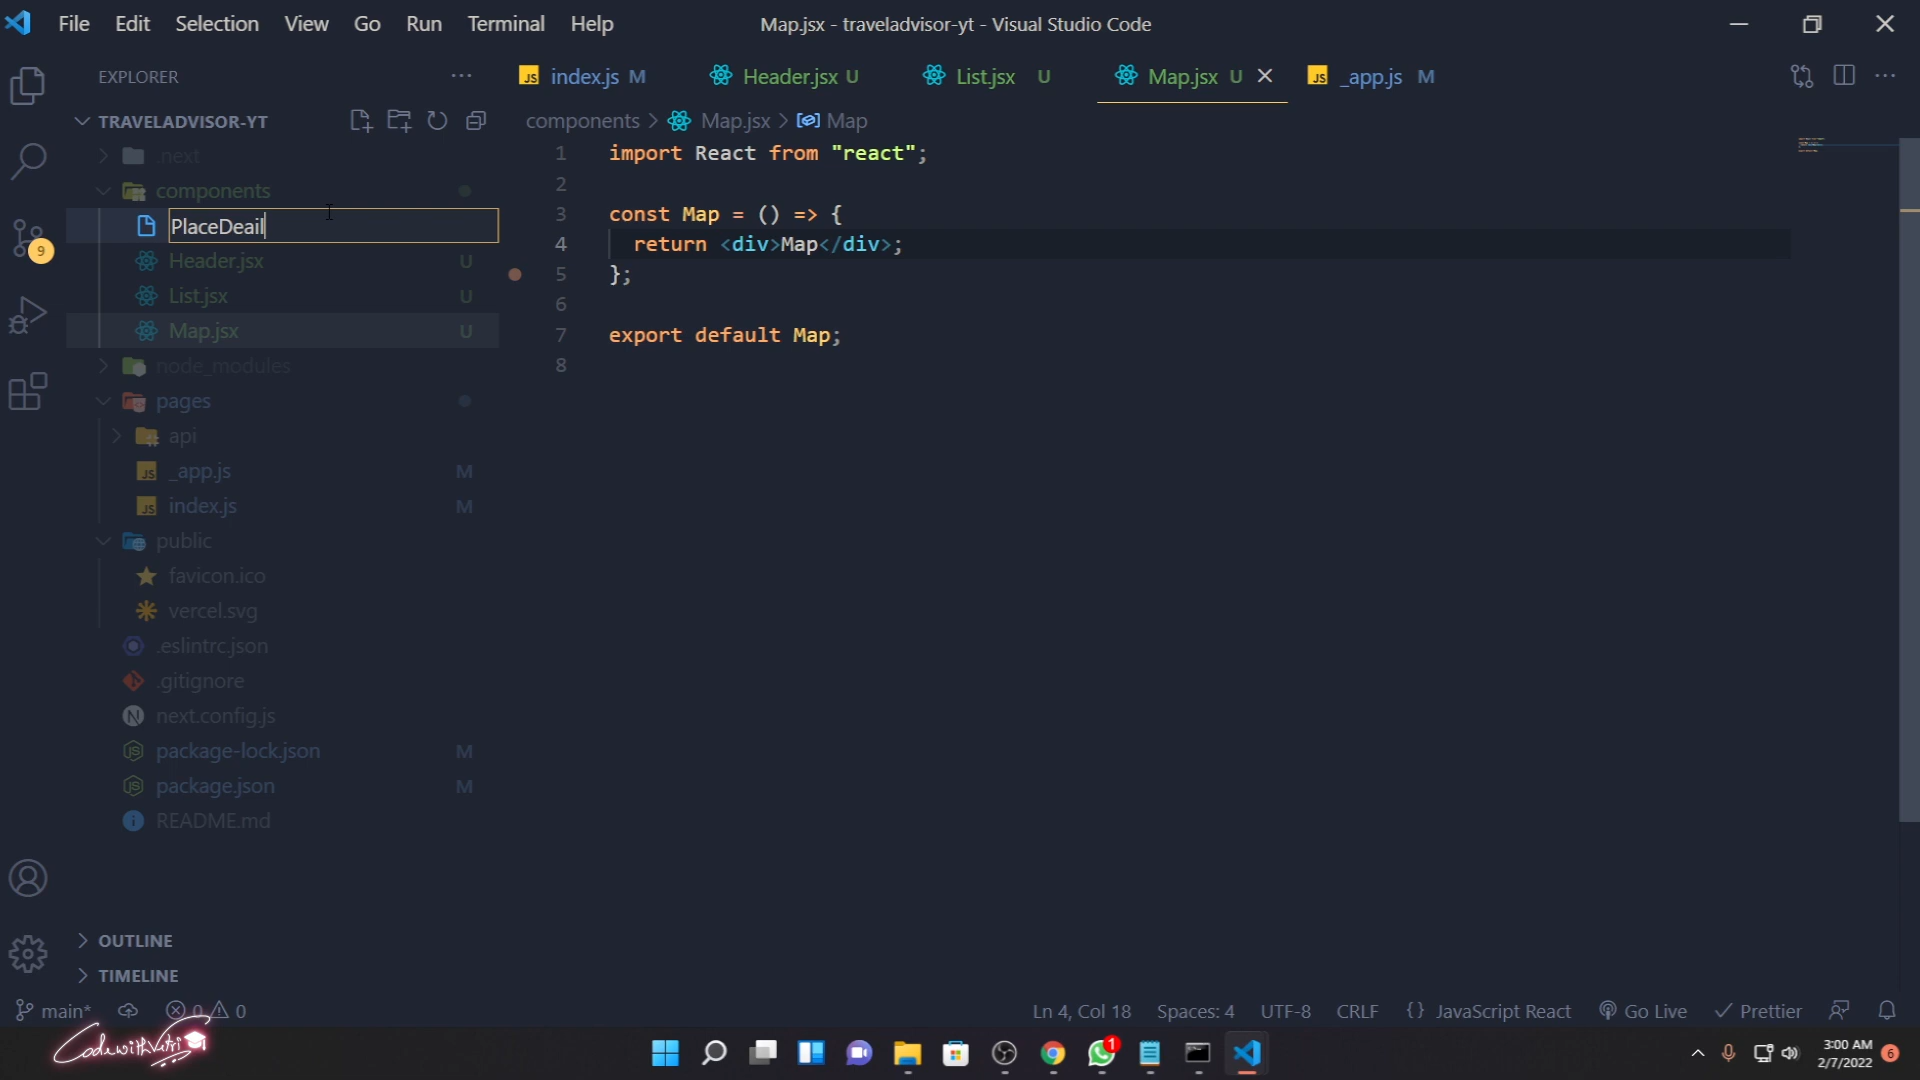 File Edit Selection View Go Run Terminal Help Map.jsx - traveladvisor-yt - Visual Studio Code
EXPLORER
index.js M Header.jsx U List.jsx U Map.jsx U _app.js M
TRAVELADVISOR-YT
components > Map.jsx > Map
.next
components
PlaceDeail
Header.jsx U
List.jsx U
Map.jsx U
node_modules
pages
api
_app.js M
index.js M
public
favicon.ico
vercel.svg
.eslintrc.json
.gitignore
next.config.js
package-lock.json M
package.json M
README.md
9
1 import React from "react";
2
3 const Map = () => {
4 return <div>Map</div>;
5 };
6
7 export default Map;
8
OUTLINE
TIMELINE
main* 0 0 Ln 4, Col 18 Spaces: 4 UTF-8 CRLF {} JavaScript React Go Live Prettier
CodewithVetri
1
3:00 AM
2/7/2022
6